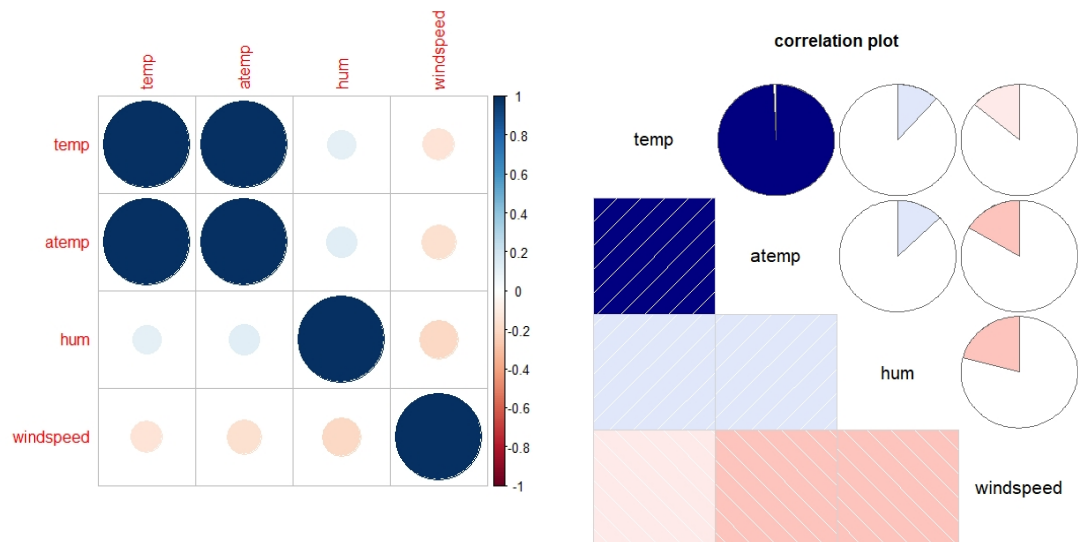 temp
atemp
hum
windspeed
temp
atemp
hum
windspeed
1
0.8
0.6
0.4
0.2
0
-0.2
-0.4
-0.6
-0.8
-1
correlation plot
temp
atemp
hum
windspeed